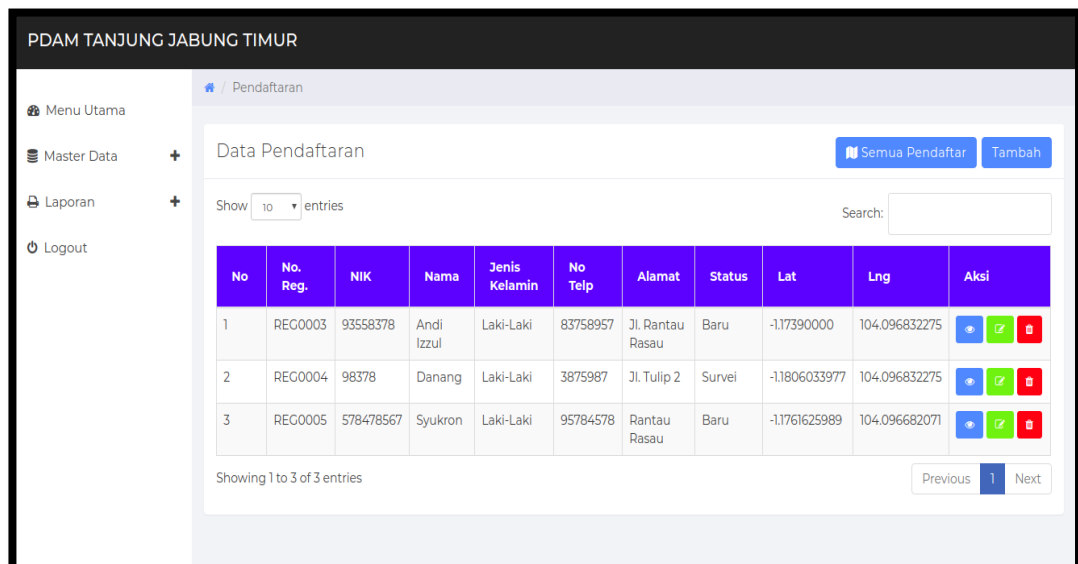 PDAM TANJUNG JABUNG TIMUR
/ Pendaftaran
Menu Utama
Master Data +
Laporan +
Logout
Data Pendaftaran
Semua Pendaftar
Tambah
Show 10 entries
Search:
No No. Reg. NIK Nama Jenis Kelamin No Telp Alamat Status Lat Lng Aksi
1 REG0003 93558378 Andi Izzul Laki-Laki 83758957 Jl. Rantau Rasau Baru -1.17390000 104.096832275
2 REG0004 98378 Danang Laki-Laki 3875987 Jl. Tulip 2 Survei -1.1806033977 104.096832275
3 REG0005 578478567 Syukron Laki-Laki 95784578 Rantau Rasau Baru -1.1761625989 104.096682071
Showing 1 to 3 of 3 entries
Previous 1 Next